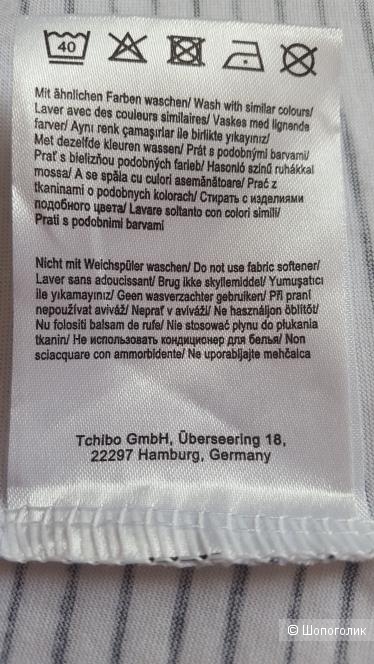 40
Mit ähnlichen Farben waschen/ Wash with similar colours/
Laver avec des couleurs similaires/ Vaskes med lignende
farver/ Aynı renk çamaşırlar ile birlikte yıkayınız/
Met dezelfde kleuren wassen/ Prát s podobnými barvami/
Prať s bielizňou podobných farieb/ Hasonló színű ruhákkal
mossa/ A se spăla cu culori asemănătoare/ Prać z
tkaninami o podobnych kolorach/ Стирать с изделиями
подобного цвета/ Lavare soltanto con colori simili/
Prati s podobnimi barvami
Nicht mit Weichspüler waschen/ Do not use fabric softener/
Laver sans adoucissant/ Brug ikke skyllemiddel/ Yumuşatıcı
ile yıkamayınız/ Geen wasverzachter gebruiken/ Při praní
nepoužívat aviváž/ Neprať v aviváži/ Ne használjon öblítőt/
Nu folositi balsam de rufe/ Nie stosować płynu do płukania
tkanin/ Не использовать кондиционер для белья/ Non
sciacquare con ammorbidente/ Ne uporabljajte mehčalca
Tchibo GmbH, Überseering 18,
22297 Hamburg, Germany
© Шопоголик